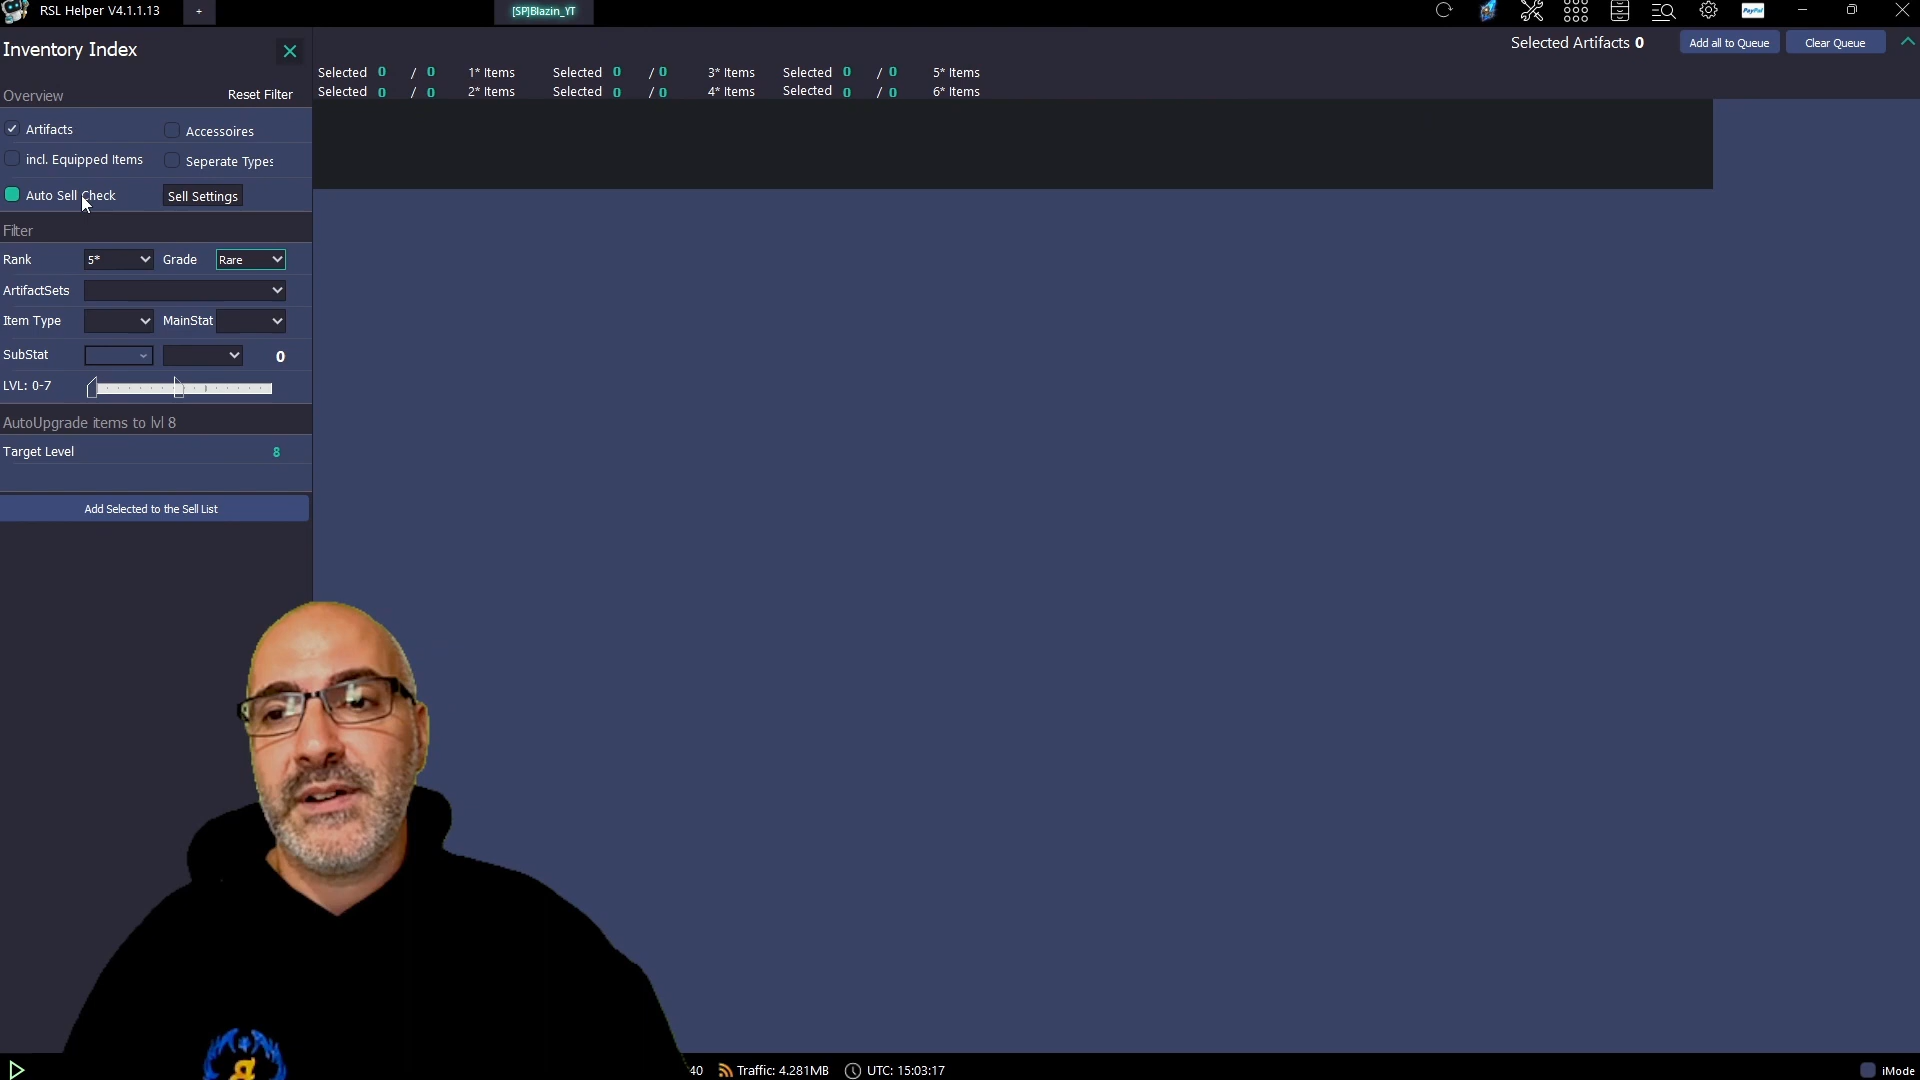 RSL Helper V4.1.1.13
+
[SP]Blazin_YT
PayPal
Inventory Index
Selected Artifacts 0
Add all to Queue
Clear Queue
Selected 0 / 0 1* Items Selected 0 / 0 3* Items Selected 0 / 0 5* Items
Selected 0 / 0 2* Items Selected 0 / 0 4* Items Selected 0 / 0 6* Items
Overview
Reset Filter
Artifacts
Accessoires
incl. Equipped Items
Seperate Types
Auto Sell Check
Sell Settings
Filter
Rank 5* Grade Rare
ArtifactSets
Item Type MainStat
SubStat 0
LVL: 0-7
AutoUpgrade items to lvl 8
Target Level 8
Add Selected to the Sell List
40 Traffic: 4.281MB UTC: 15:03:17
iMode